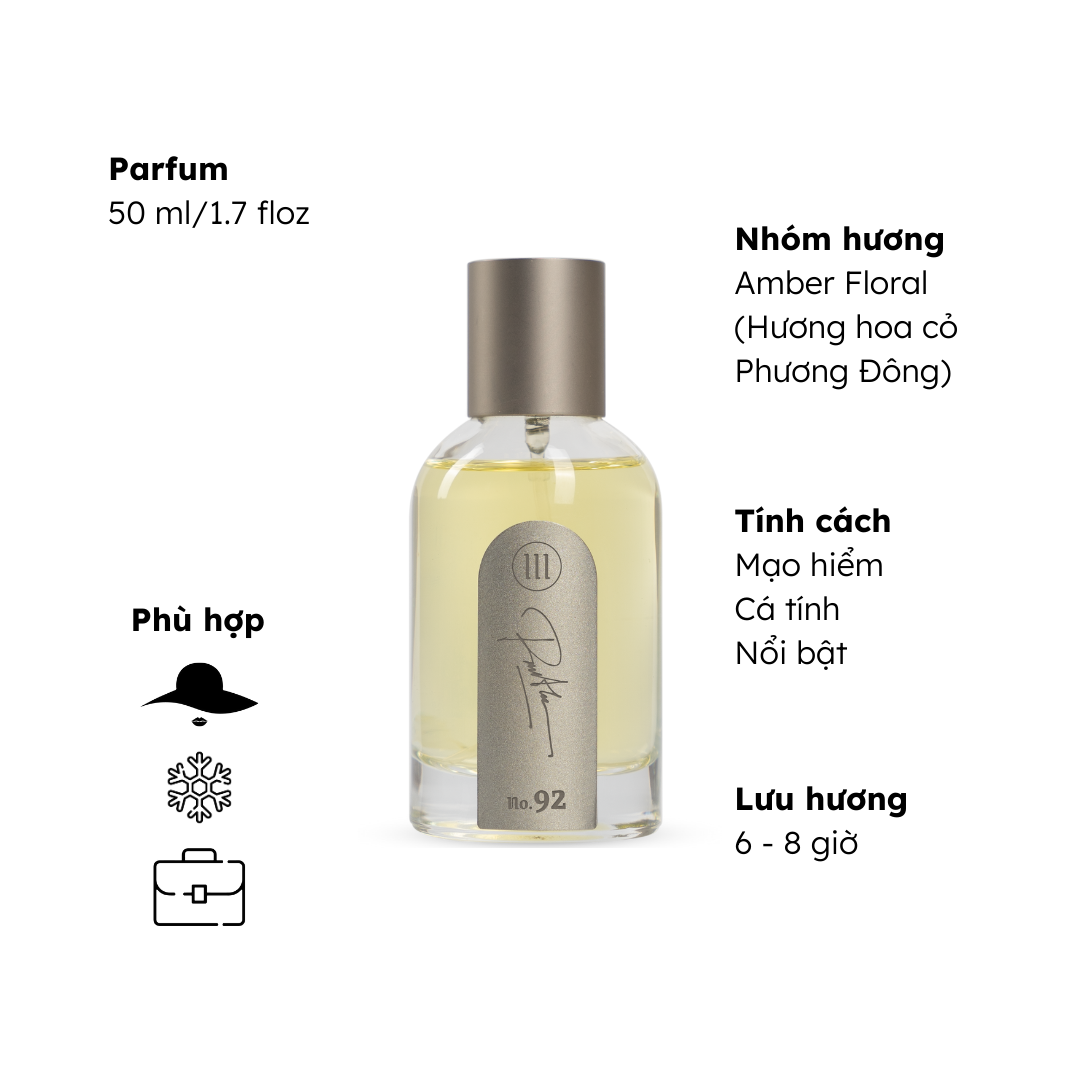 Parfum
50 ml/1.7 floz
Nhóm hương
Amber Floral
(Hương hoa cỏ
Phương Đông)
Tính cách
Mạo hiểm
Cá tính
Nổi bật
Phù hợp
No.92
Lưu hương
6 - 8 giờ